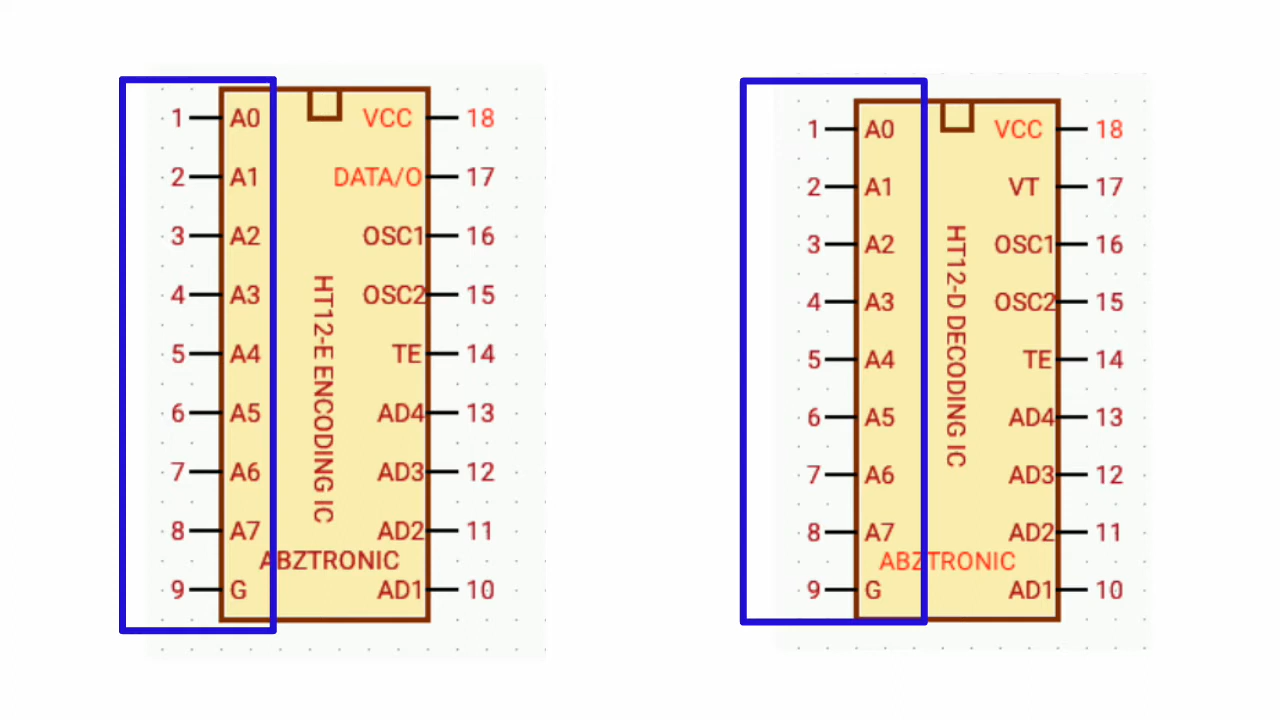 1 A0 VCC 18
2 A1 DATA/O 17
3 A2 OSC1 16
4 A3 OSC2 15
5 A4 TE 14
6 A5 AD4 13
7 A6 AD3 12
8 A7 AD2 11
9 G AD1 10
HT12-E ENCODING IC
ABZTRONIC
1 A0 VCC 18
2 A1 VT 17
3 A2 OSC1 16
4 A3 OSC2 15
5 A4 TE 14
6 A5 AD4 13
7 A6 AD3 12
8 A7 AD2 11
9 G AD1 10
HT12-D DECODING IC
ABZTRONIC